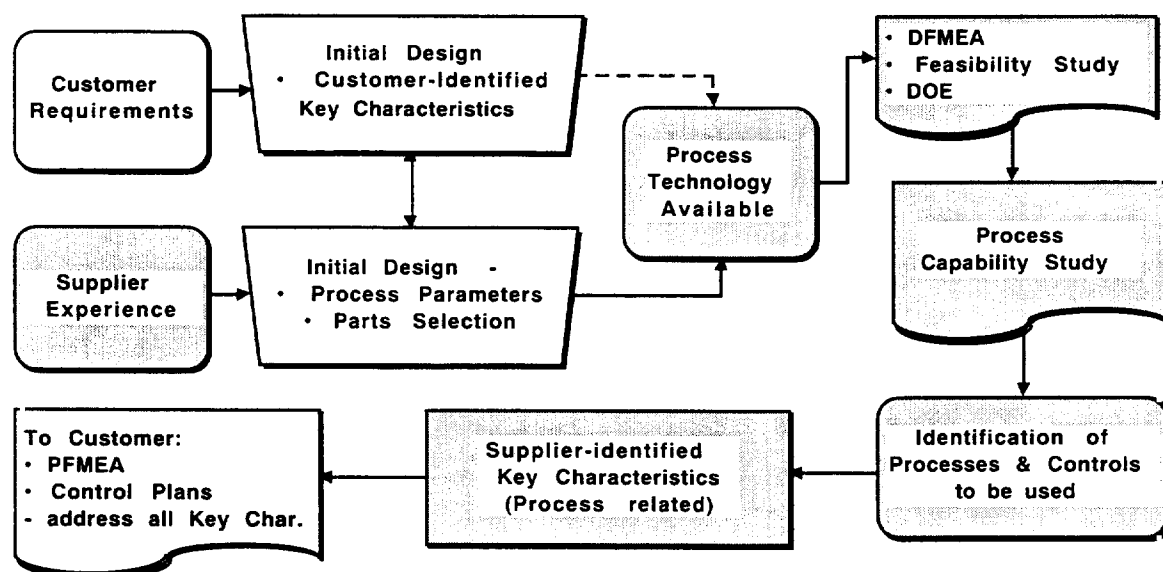 Customer
Requirements
Initial Design
• Customer-Identified
Key Characteristics
Process
Technology
Available
• DFMEA
• Feasibility Study
• DOE
Process
Capability Study
Supplier
Experience
Initial Design -
• Process Parameters
• Parts Selection
To Customer:
• PFMEA
• Control Plans
- address all Key Char.
Supplier-identified
Key Characteristics
(Process related)
Identification of
Processes & Controls
to be used